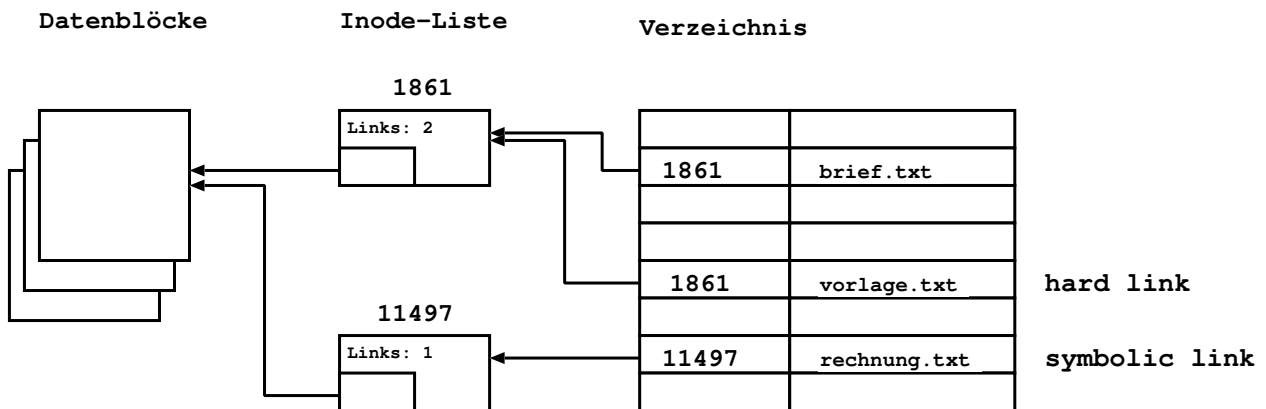 Datenblöcke Inode-Liste Verzeichnis
1861
Links: 2
1861 brief.txt
1861 vorlage.txt hard link
11497
Links: 1
11497 rechnung.txt symbolic link